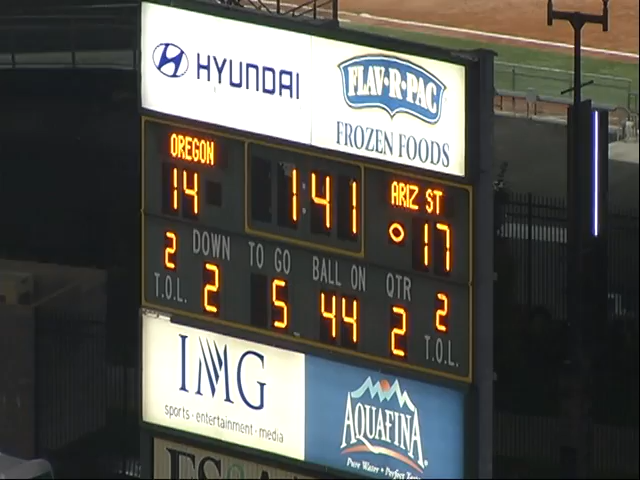 HYUNDAI
FLAV·R·PAC
FROZEN FOODS
OREGON
14
1:41
ARIZ ST
17
2
DOWN
TO GO
BALL ON
QTR
2
T.O.L.
2
5
44
2
T.O.L.
IMG
sports · entertainment · media
AQUAFINA
Pure Water · Perfect